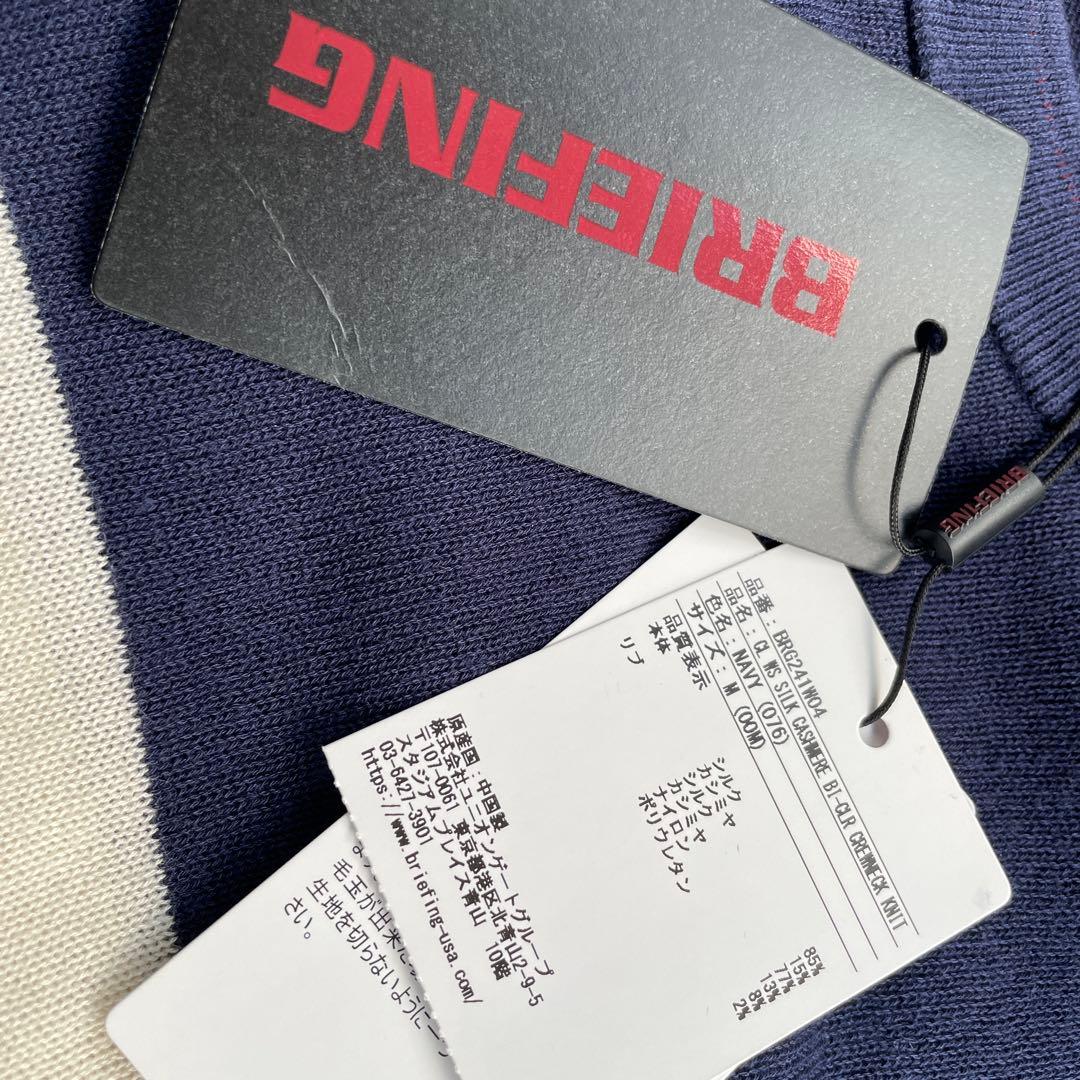 BRIEFING
BRIEFING
品番：BRG241W04
品名：CL WS SILK CASHMERE BI-CLR CREWNECK KNIT
色名：NAVY(076)
サイズ：M(00M)
品質表示
本体 シルク 85%
カシミヤ 15%
リブ シルク 77%
カシミヤ 13%
ナイロン 8%
ポリウレタン 2%
原産国：中国製
株式会社ユニオンゲートグループ
〒107-0061 東京都港区北青山2-9-5
スタジアムプレイス青山 10階
03-6427-3901
https://www.briefing-usa.com/
毛玉が出来た
生地を切らないように
さい。